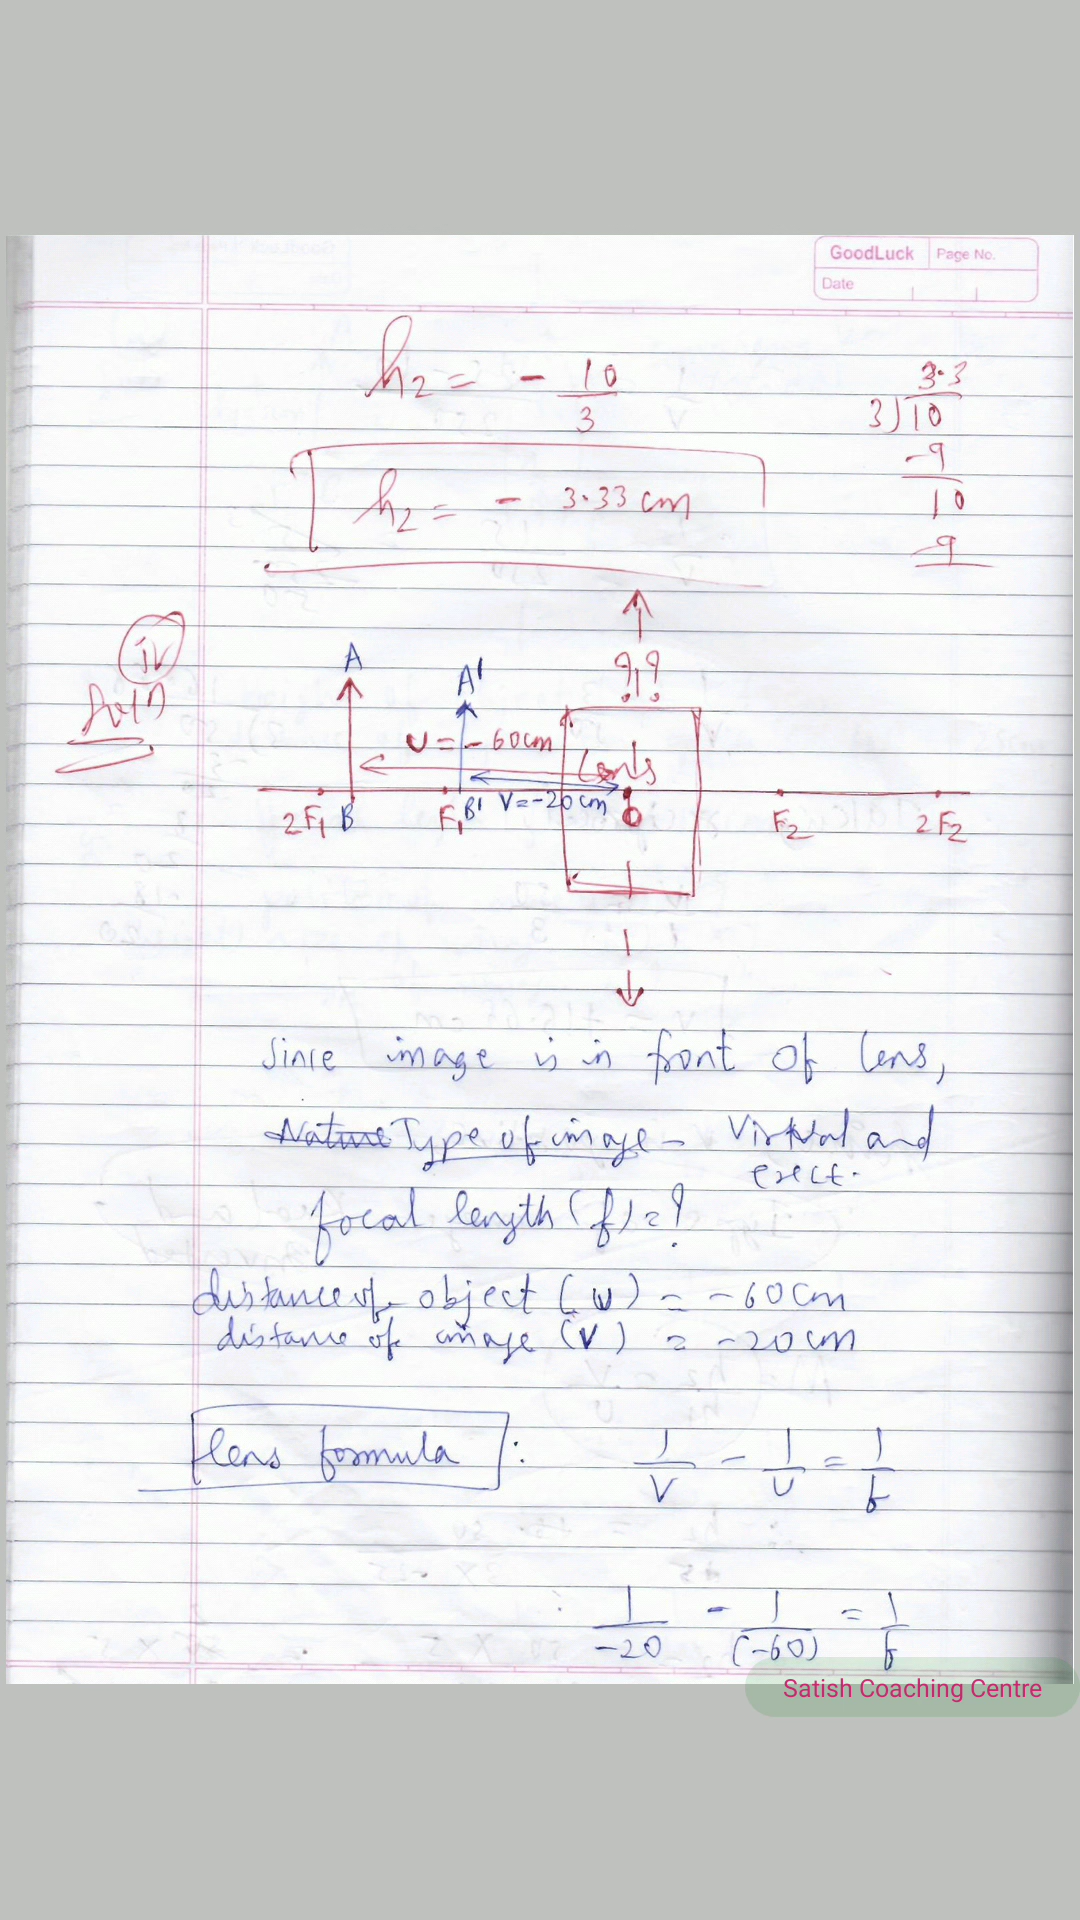 GoodLuck Page No.
Date
h₂ = - 10/3
3.3
3)10
-9
10
-9
h₂ = - 3.33 cm
iv
A
A'
?,?
U = - 60cm
Lens
V=-20cm
2F₁ B F₁ B' O F₂ 2F₂
Since image is in front of lens,
Nature Type of image - Virtual and
erect.
focal length (f) = ?
distance of object (u) = -60cm
distance of image (v) = -20cm
lens formula : 1/v - 1/u = 1/f
1/-20 - 1/(-60) = 1/f
Satish Coaching Centre